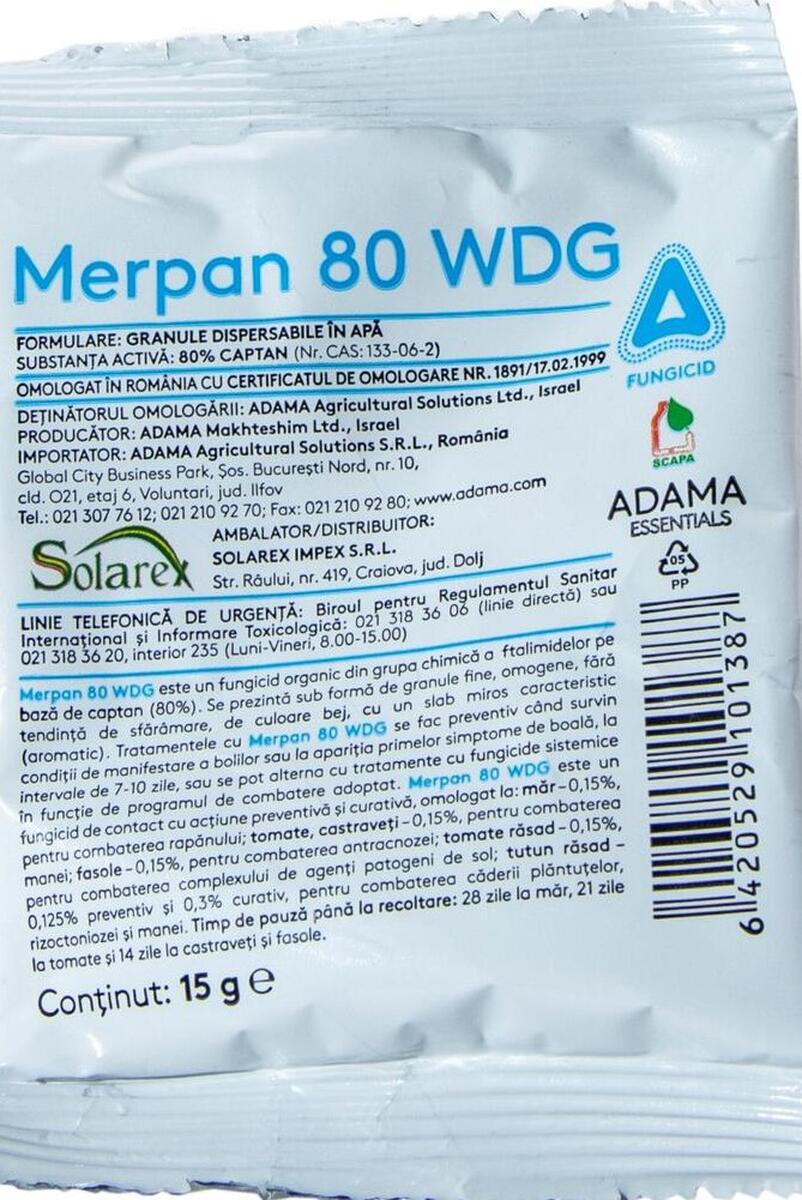 Merpan 80 WDG
FORMULARE: GRANULE DISPERSABILE ÎN APĂ
SUBSTANȚA ACTIVĂ: 80% CAPTAN (Nr. CAS: 133-06-2)
OMOLOGAT ÎN ROMÂNIA CU CERTIFICATUL DE OMOLOGARE NR. 1891/17.02.1999
DEȚINĂTORUL OMOLOGĂRII: ADAMA Agricultural Solutions Ltd., Israel
PRODUCĂTOR: ADAMA Makhteshim Ltd., Israel
IMPORTATOR: ADAMA Agricultural Solutions S.R.L., România
Global City Business Park, Șos. București Nord, nr. 10,
cld. O21, etaj 6, Voluntari, jud. Ilfov
Tel.: 021 307 76 12; 021 210 92 70; Fax: 021 210 92 80; www.adama.com
FUNGICID
SCAPA
ADAMA
ESSENTIALS
05
PP
Solarex
AMBALATOR/DISTRIBUITOR:
SOLAREX IMPEX S.R.L.
Str. Râului, nr. 419, Craiova, jud. Dolj
LINIE TELEFONICĂ DE URGENȚĂ: Biroul pentru Regulamentul Sanitar
Internațional și Informare Toxicologică: 021 318 36 06 (linie directă) sau
021 318 36 20, interior 235 (Luni-Vineri, 8.00-15.00)
Merpan 80 WDG este un fungicid organic din grupa chimică a ftalimidelor pe
bază de captan (80%). Se prezintă sub formă de granule fine, omogene, fără
tendință de sfărâmare, de culoare bej, cu un slab miros caracteristic
(aromatic). Tratamentele cu Merpan 80 WDG se fac preventiv când survin
condiții de manifestare a bolilor sau la apariția primelor simptome de boală, la
intervale de 7-10 zile, sau se pot alterna cu tratamente cu fungicide sistemice
în funcție de programul de combatere adoptat. Merpan 80 WDG este un
fungicid de contact cu acțiune preventivă și curativă, omologat la: măr – 0,15%,
pentru combaterea rapănului; tomate, castraveți – 0,15%, pentru combaterea
manei; fasole – 0,15%, pentru combaterea antracnozei; tomate răsad – 0,15%,
pentru combaterea complexului de agenți patogeni de sol; tutun răsad –
0,125% preventiv și 0,3% curativ, pentru combaterea căderii plăntuțelor,
rizoctoniozei și manei. Timp de pauză până la recoltare: 28 zile la măr, 21 zile
la tomate și 14 zile la castraveți și fasole.
Conținut: 15 g e
6 420529 101387